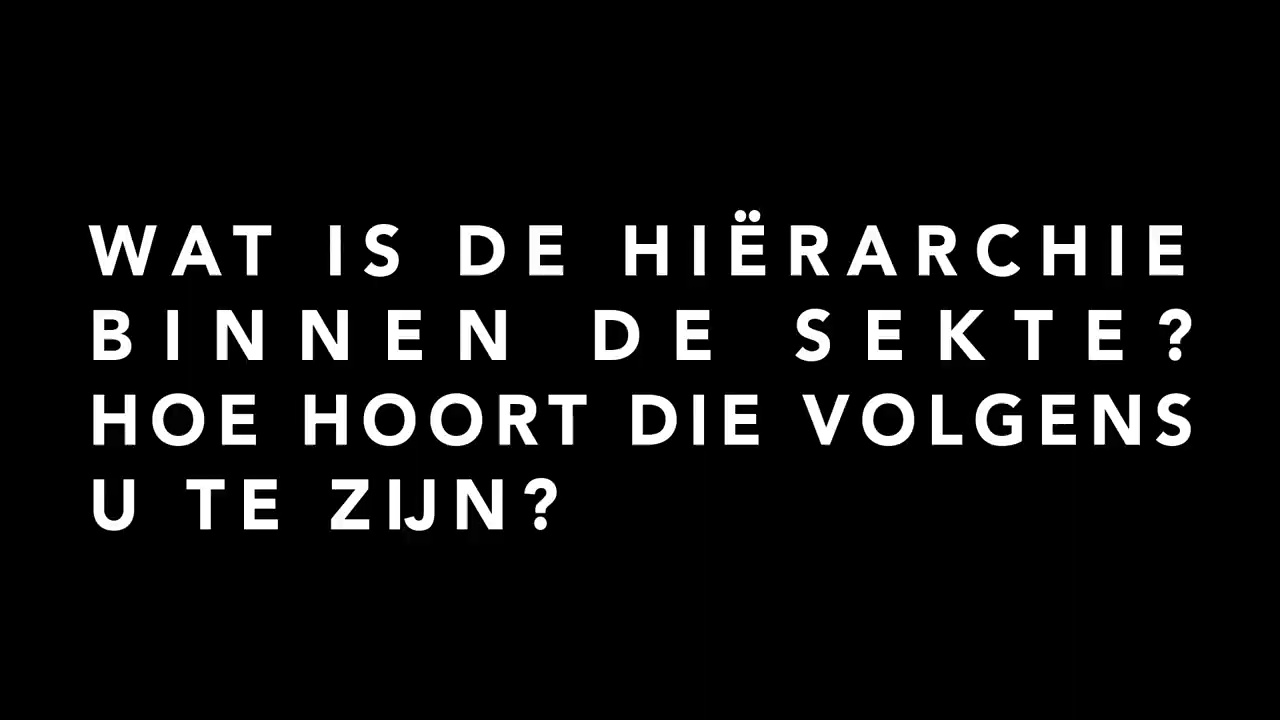 WAT IS DE HIËRARCHIE
BINNEN DE SEKTE?
HOE HOORT DIE VOLGENS
U TE ZIJN?